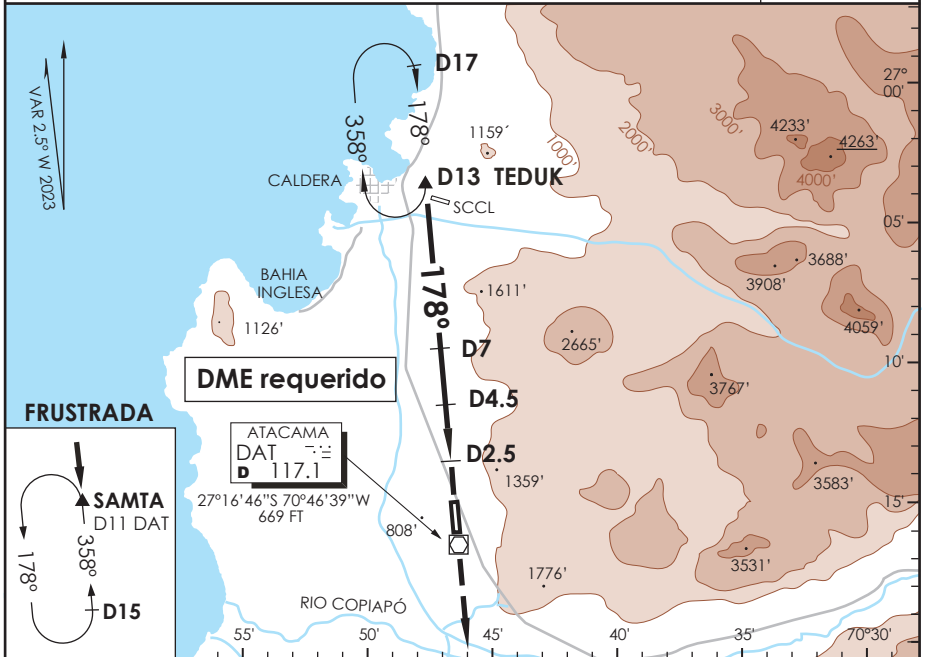 VAR 2.5° W 2023
D17
178°
358°
1159´
CALDERA
D13 TEDUK
SCCL
1000'
2000'
3000'
4233'
4263'
4000'
27°
00'
05'
BAHIA
INGLESA
178°
1126'
1611'
2665'
3688'
3908'
4059'
3767'
10'
D7
DME requerido
D4.5
D2.5
ATACAMA
DAT
D 117.1
27°16'46"S 70°46'39"W
669 FT
808'
1359'
3583'
15'
3531'
1776'
RIO COPIAPÓ
FRUSTRADA
SAMTA
D11 DAT
178°
358°
D15
55'
50'
45'
40'
35'
70°30'